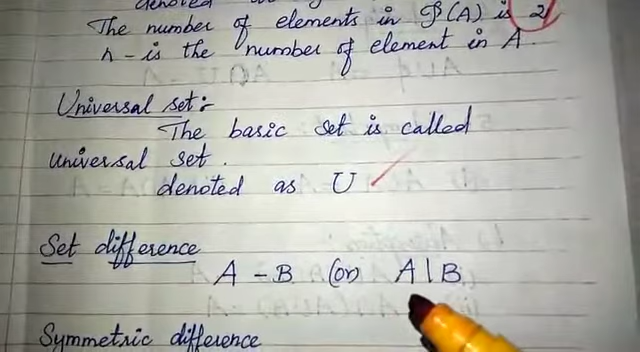 denoted
The number of elements in P(A) is 2
n - is the number of element in A.
Universal set :-
The basic set is called
universal set.
denoted as U
Set difference
A - B (or) A | B
Symmetric difference